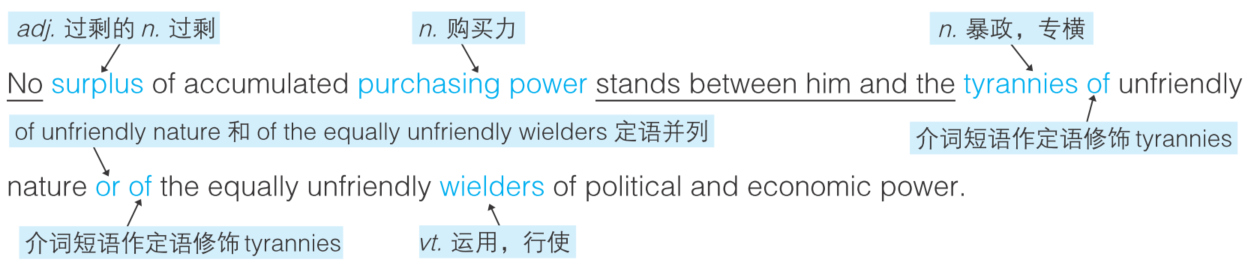 adj. 过剩的 n. 过剩
n. 购买力
n. 暴政，专横
No surplus of accumulated purchasing power stands between him and the tyrannies of unfriendly
of unfriendly nature 和 of the equally unfriendly wielders 定语并列
介词短语作定语修饰 tyrannies
nature or of the equally unfriendly wielders of political and economic power.
介词短语作定语修饰 tyrannies
vt. 运用，行使